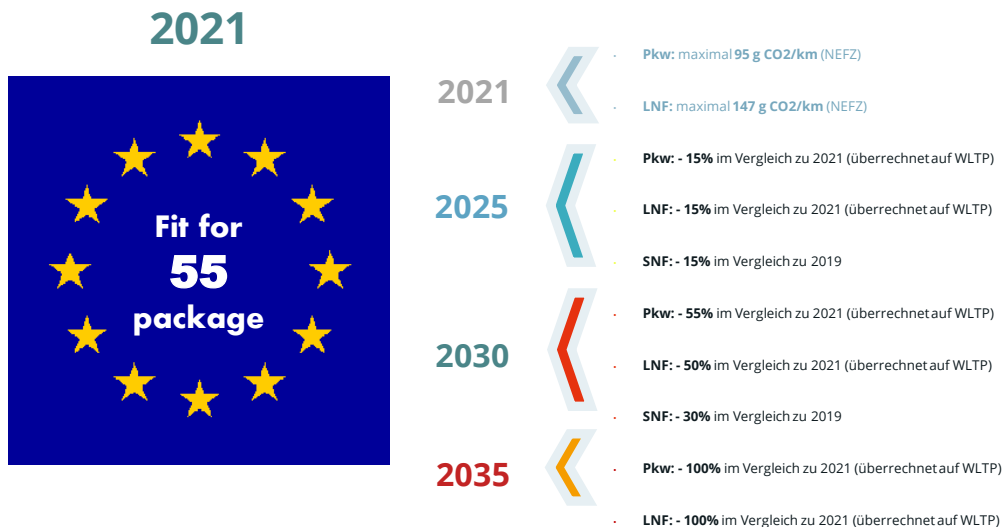 2021
Fit for
55
package
2021
Pkw: maximal 95 g CO2/km (NEFZ)
LNF: maximal 147 g CO2/km (NEFZ)
2025
Pkw: - 15% im Vergleich zu 2021 (überrechnet auf WLTP)
LNF: - 15% im Vergleich zu 2021 (überrechnet auf WLTP)
SNF: - 15% im Vergleich zu 2019
2030
Pkw: - 55% im Vergleich zu 2021 (überrechnet auf WLTP)
LNF: - 50% im Vergleich zu 2021 (überrechnet auf WLTP)
SNF: - 30% im Vergleich zu 2019
2035
Pkw: - 100% im Vergleich zu 2021 (überrechnet auf WLTP)
LNF: - 100% im Vergleich zu 2021 (überrechnet auf WLTP)